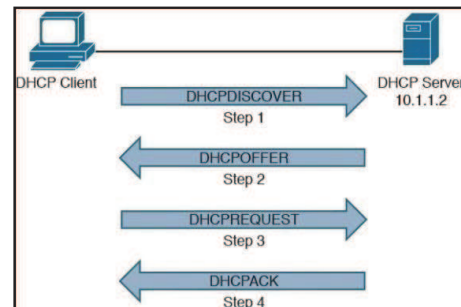 DHCP Client
DHCP Server
10.1.1.2
DHCPDISCOVER
Step 1
DHCPOFFER
Step 2
DHCPREQUEST
Step 3
DHCPACK
Step 4